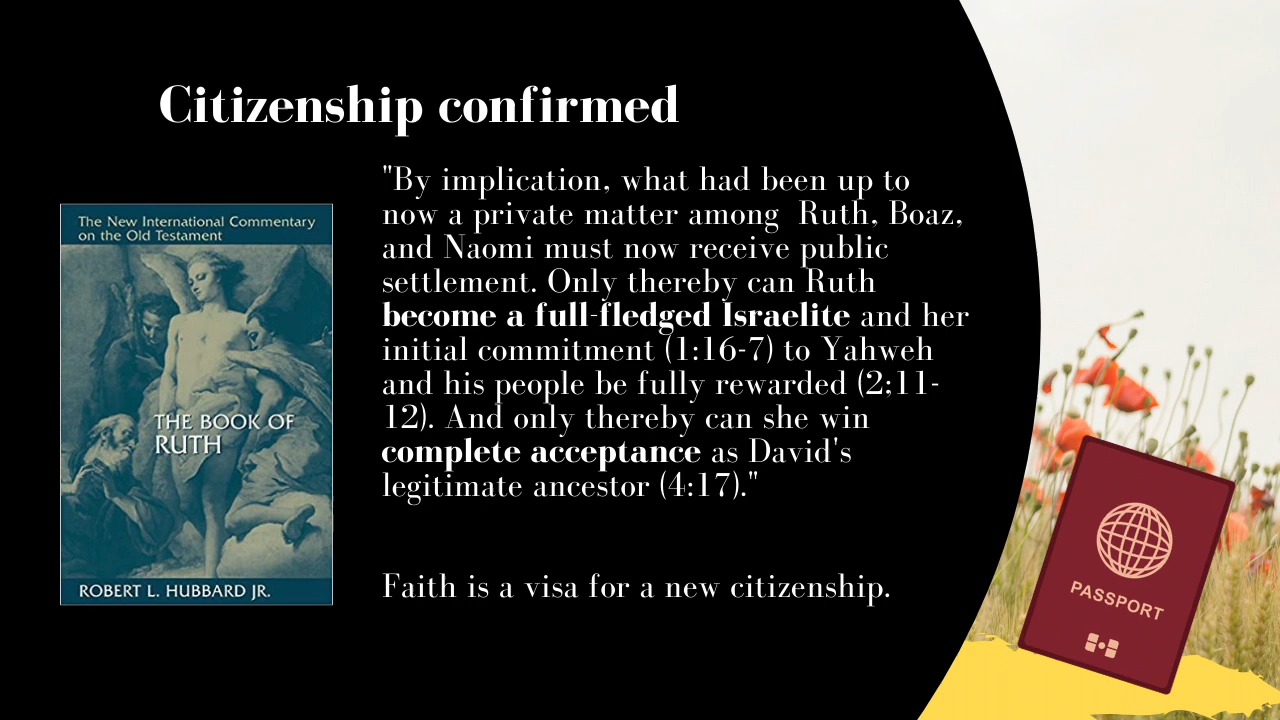 Citizenship confirmed
"By implication, what had been up to
now a private matter among  Ruth, Boaz,
and Naomi must now receive public
settlement. Only thereby can Ruth
become a full-fledged Israelite and her
initial commitment (1:16-7) to Yahweh
and his people be fully rewarded (2;11-
12). And only thereby can she win
complete acceptance as David's
legitimate ancestor (4:17)."
Faith is a visa for a new citizenship.
The New International Commentary
on the Old Testament
THE BOOK OF
RUTH
ROBERT L. HUBBARD JR.
PASSPORT